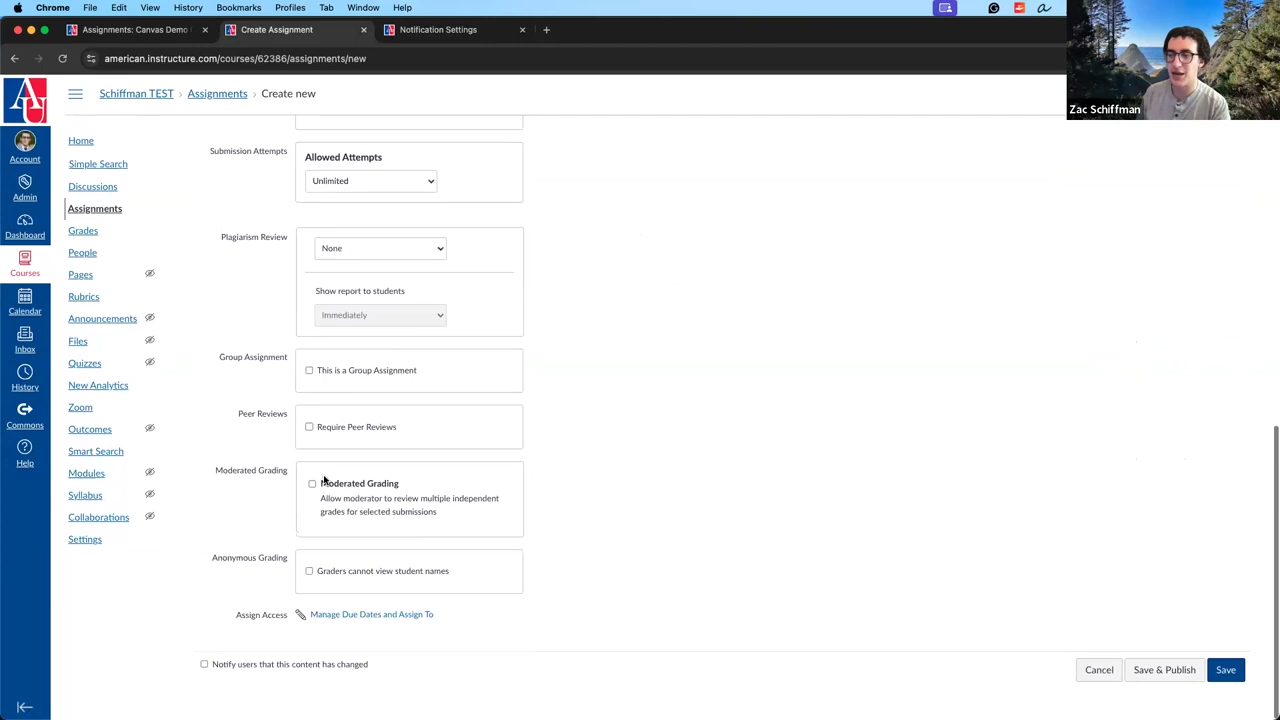 Chrome File Edit View History Bookmarks Profiles Tab Window Help
Assignments: Canvas Demo
Create Assignment
Notification Settings
american.instructure.com/courses/62386/assignments/new
Zac Schiffman
AU
Schiffman TEST › Assignments › Create new
Account
Admin
Dashboard
Courses
Calendar
Inbox
History
Commons
Help
Home
Simple Search
Discussions
Assignments
Grades
People
Pages
Rubrics
Announcements
Files
Quizzes
New Analytics
Zoom
Outcomes
Smart Search
Modules
Syllabus
Collaborations
Settings
Submission Attempts
Allowed Attempts
Unlimited
Plagiarism Review
None
Show report to students
Immediately
Group Assignment
This is a Group Assignment
Peer Reviews
Require Peer Reviews
Moderated Grading
Moderated Grading
Allow moderator to review multiple independent
grades for selected submissions
Anonymous Grading
Graders cannot view student names
Assign Access
Manage Due Dates and Assign To
Notify users that this content has changed
Cancel
Save & Publish
Save